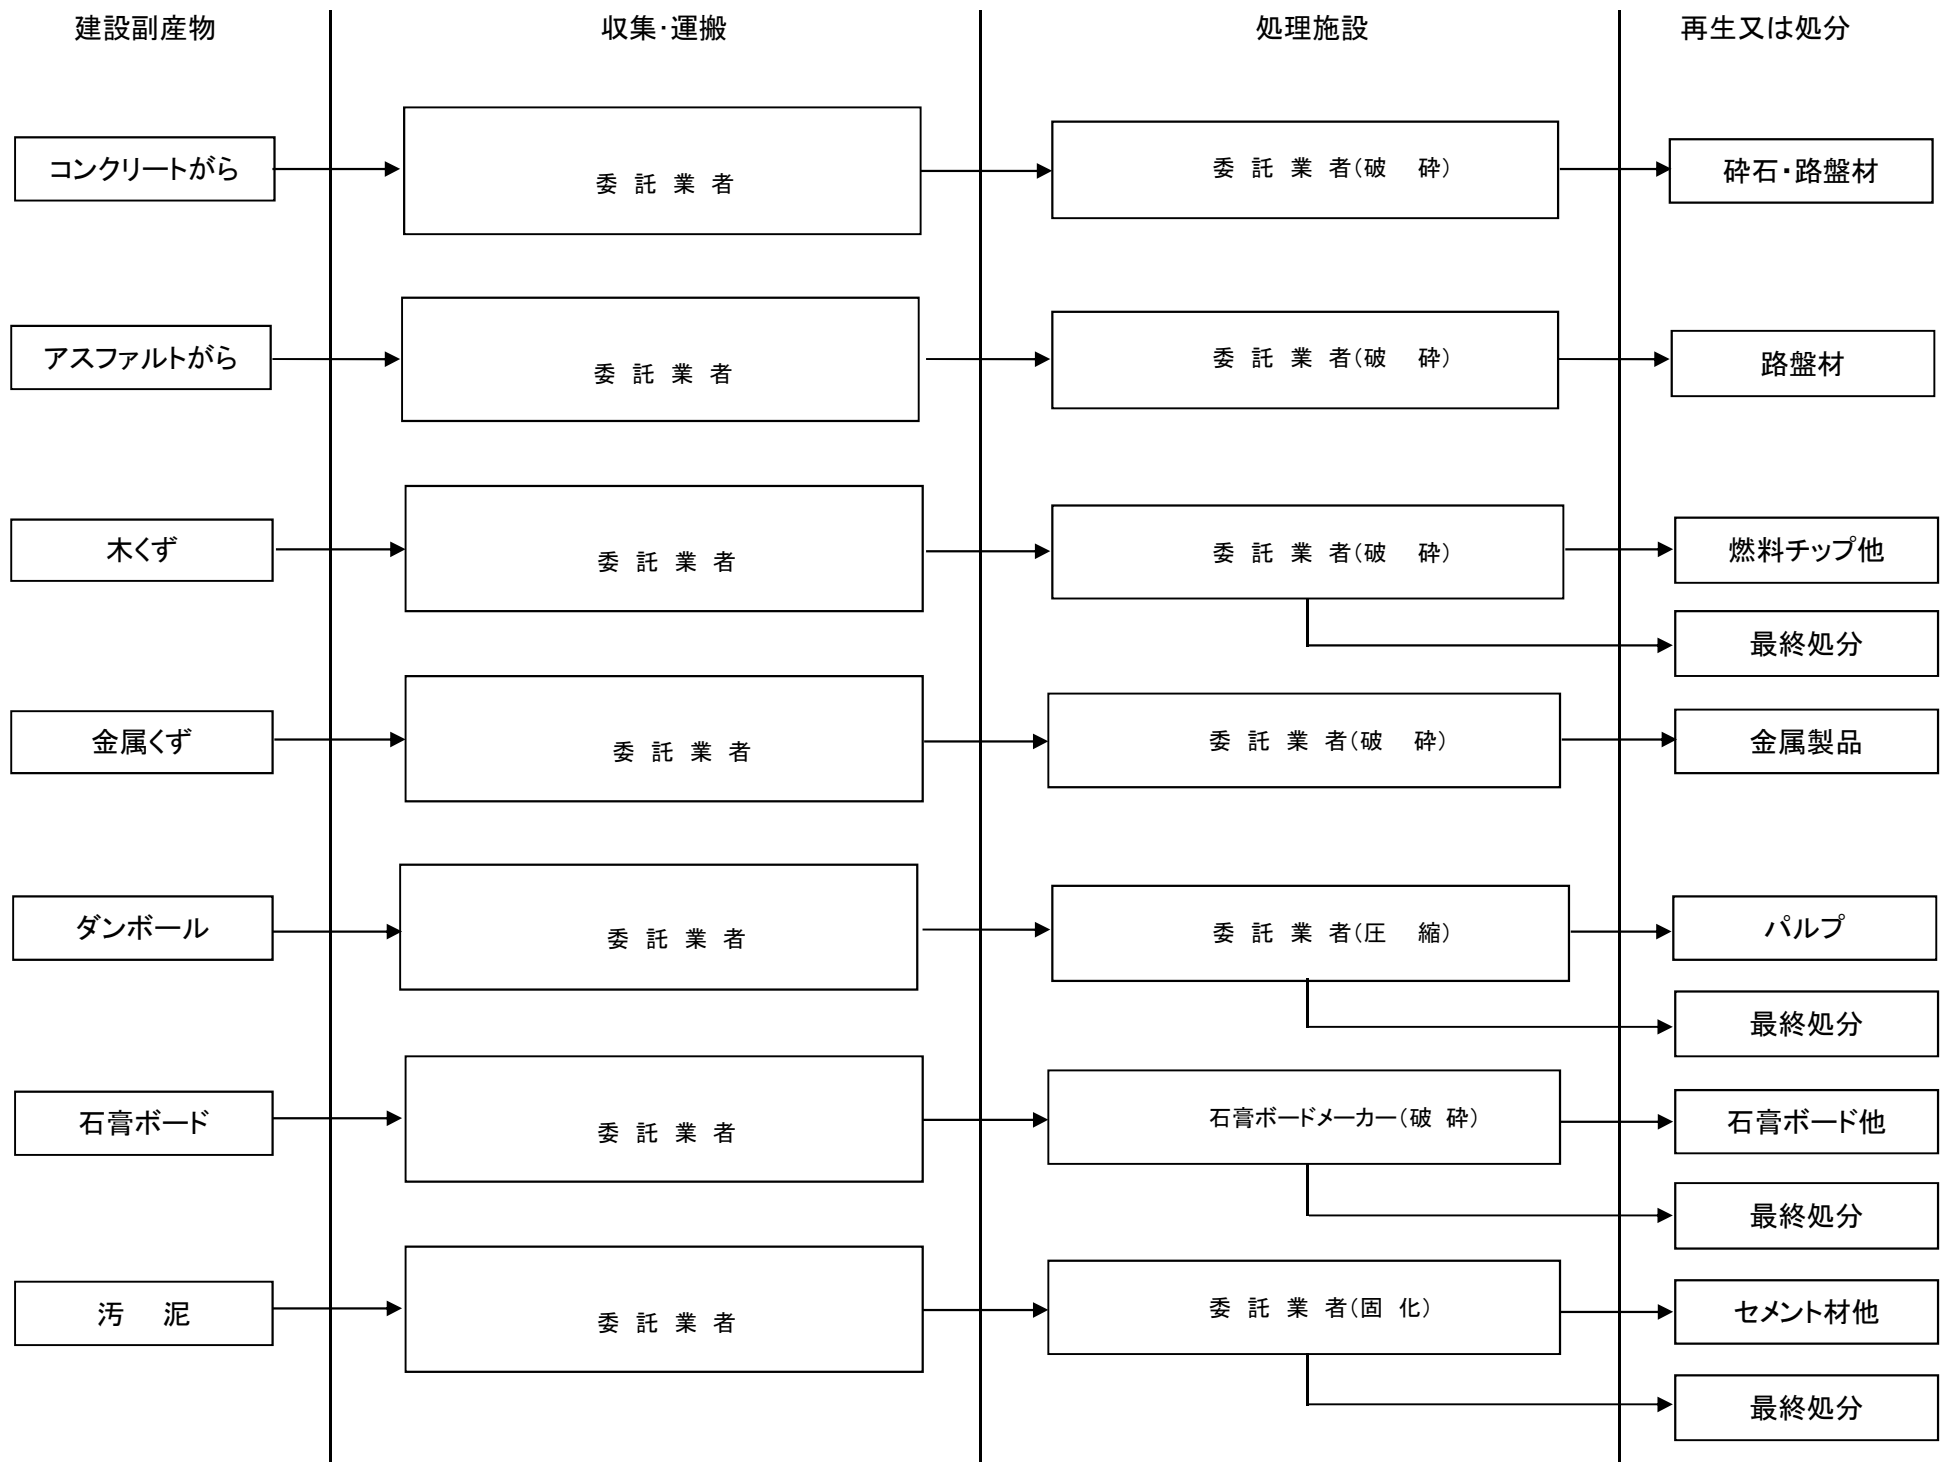 建設副産物 収集･運搬 処理施設 再生又は処分
コンクリートがら 委 託 業 者 委 託 業 者(破 砕) 砕石・路盤材
アスファルトがら 委 託 業 者 委 託 業 者(破 砕) 路盤材
木くず 委 託 業 者 委 託 業 者(破 砕) 燃料チップ他
最終処分
金属くず 委 託 業 者 委 託 業 者(破 砕) 金属製品
ダンボール 委 託 業 者 委 託 業 者(圧 縮) パルプ
最終処分
石膏ボード 委 託 業 者 石膏ボードメーカー(破 砕) 石膏ボード他
最終処分
汚 泥 委 託 業 者 委 託 業 者(固 化) セメント材他
最終処分